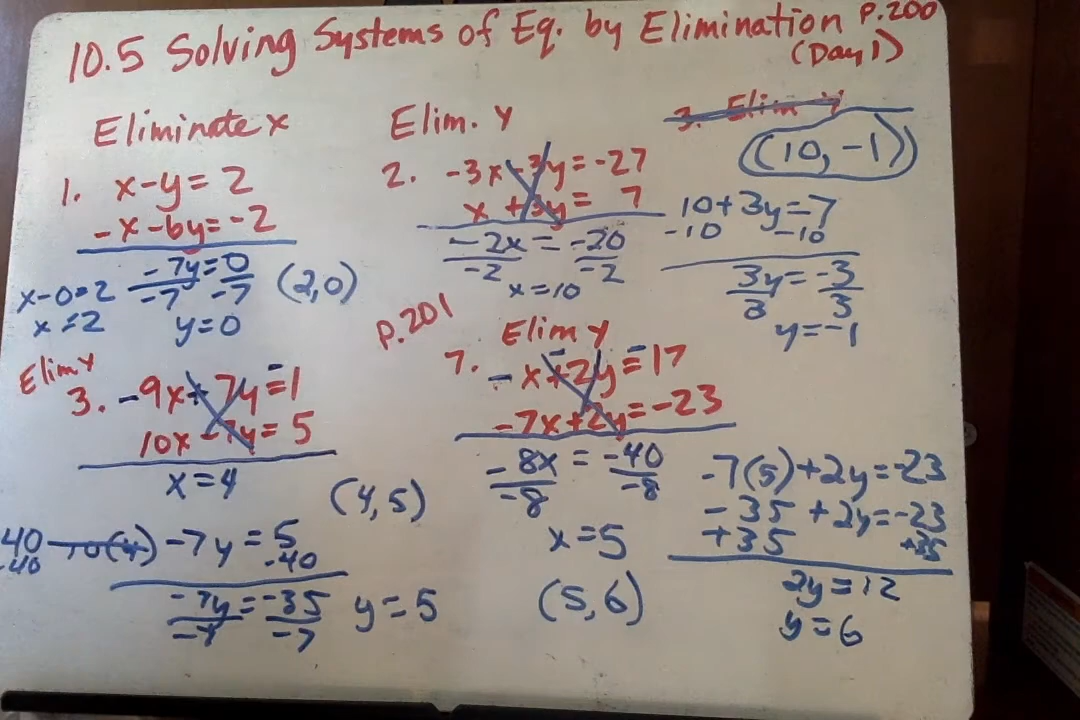 10.5 Solving Systems of Eq. by Elimination p.200
(Day 1)
Eliminate x
1. x-y=2
-x-6y=-2
-7y=0
-7 -7
(2,0)
x-0=2
x=2
y=0
Elim. Y
2. -3x-3y=-27
x+3y=7
-2x=-20
-2 -2
x=10
3. Elim Y
(10,-1)
10+3y=7
-10 -10
3y=-3
3 3
y=-1
Elim Y
3. -9x+7y=-1
10x-7y=5
x=4
(4,5)
40 10(4) -7y=5
-40 -40
-7y=-35
-7 -7
y=5
p.201
Elim Y
7. -x-2y=-17
-7x+2y=-23
-8x=-40
-8 -8
x=5
(5,6)
-7(5)+2y=-23
-35+2y=-23
+35 +35
2y=12
y=6